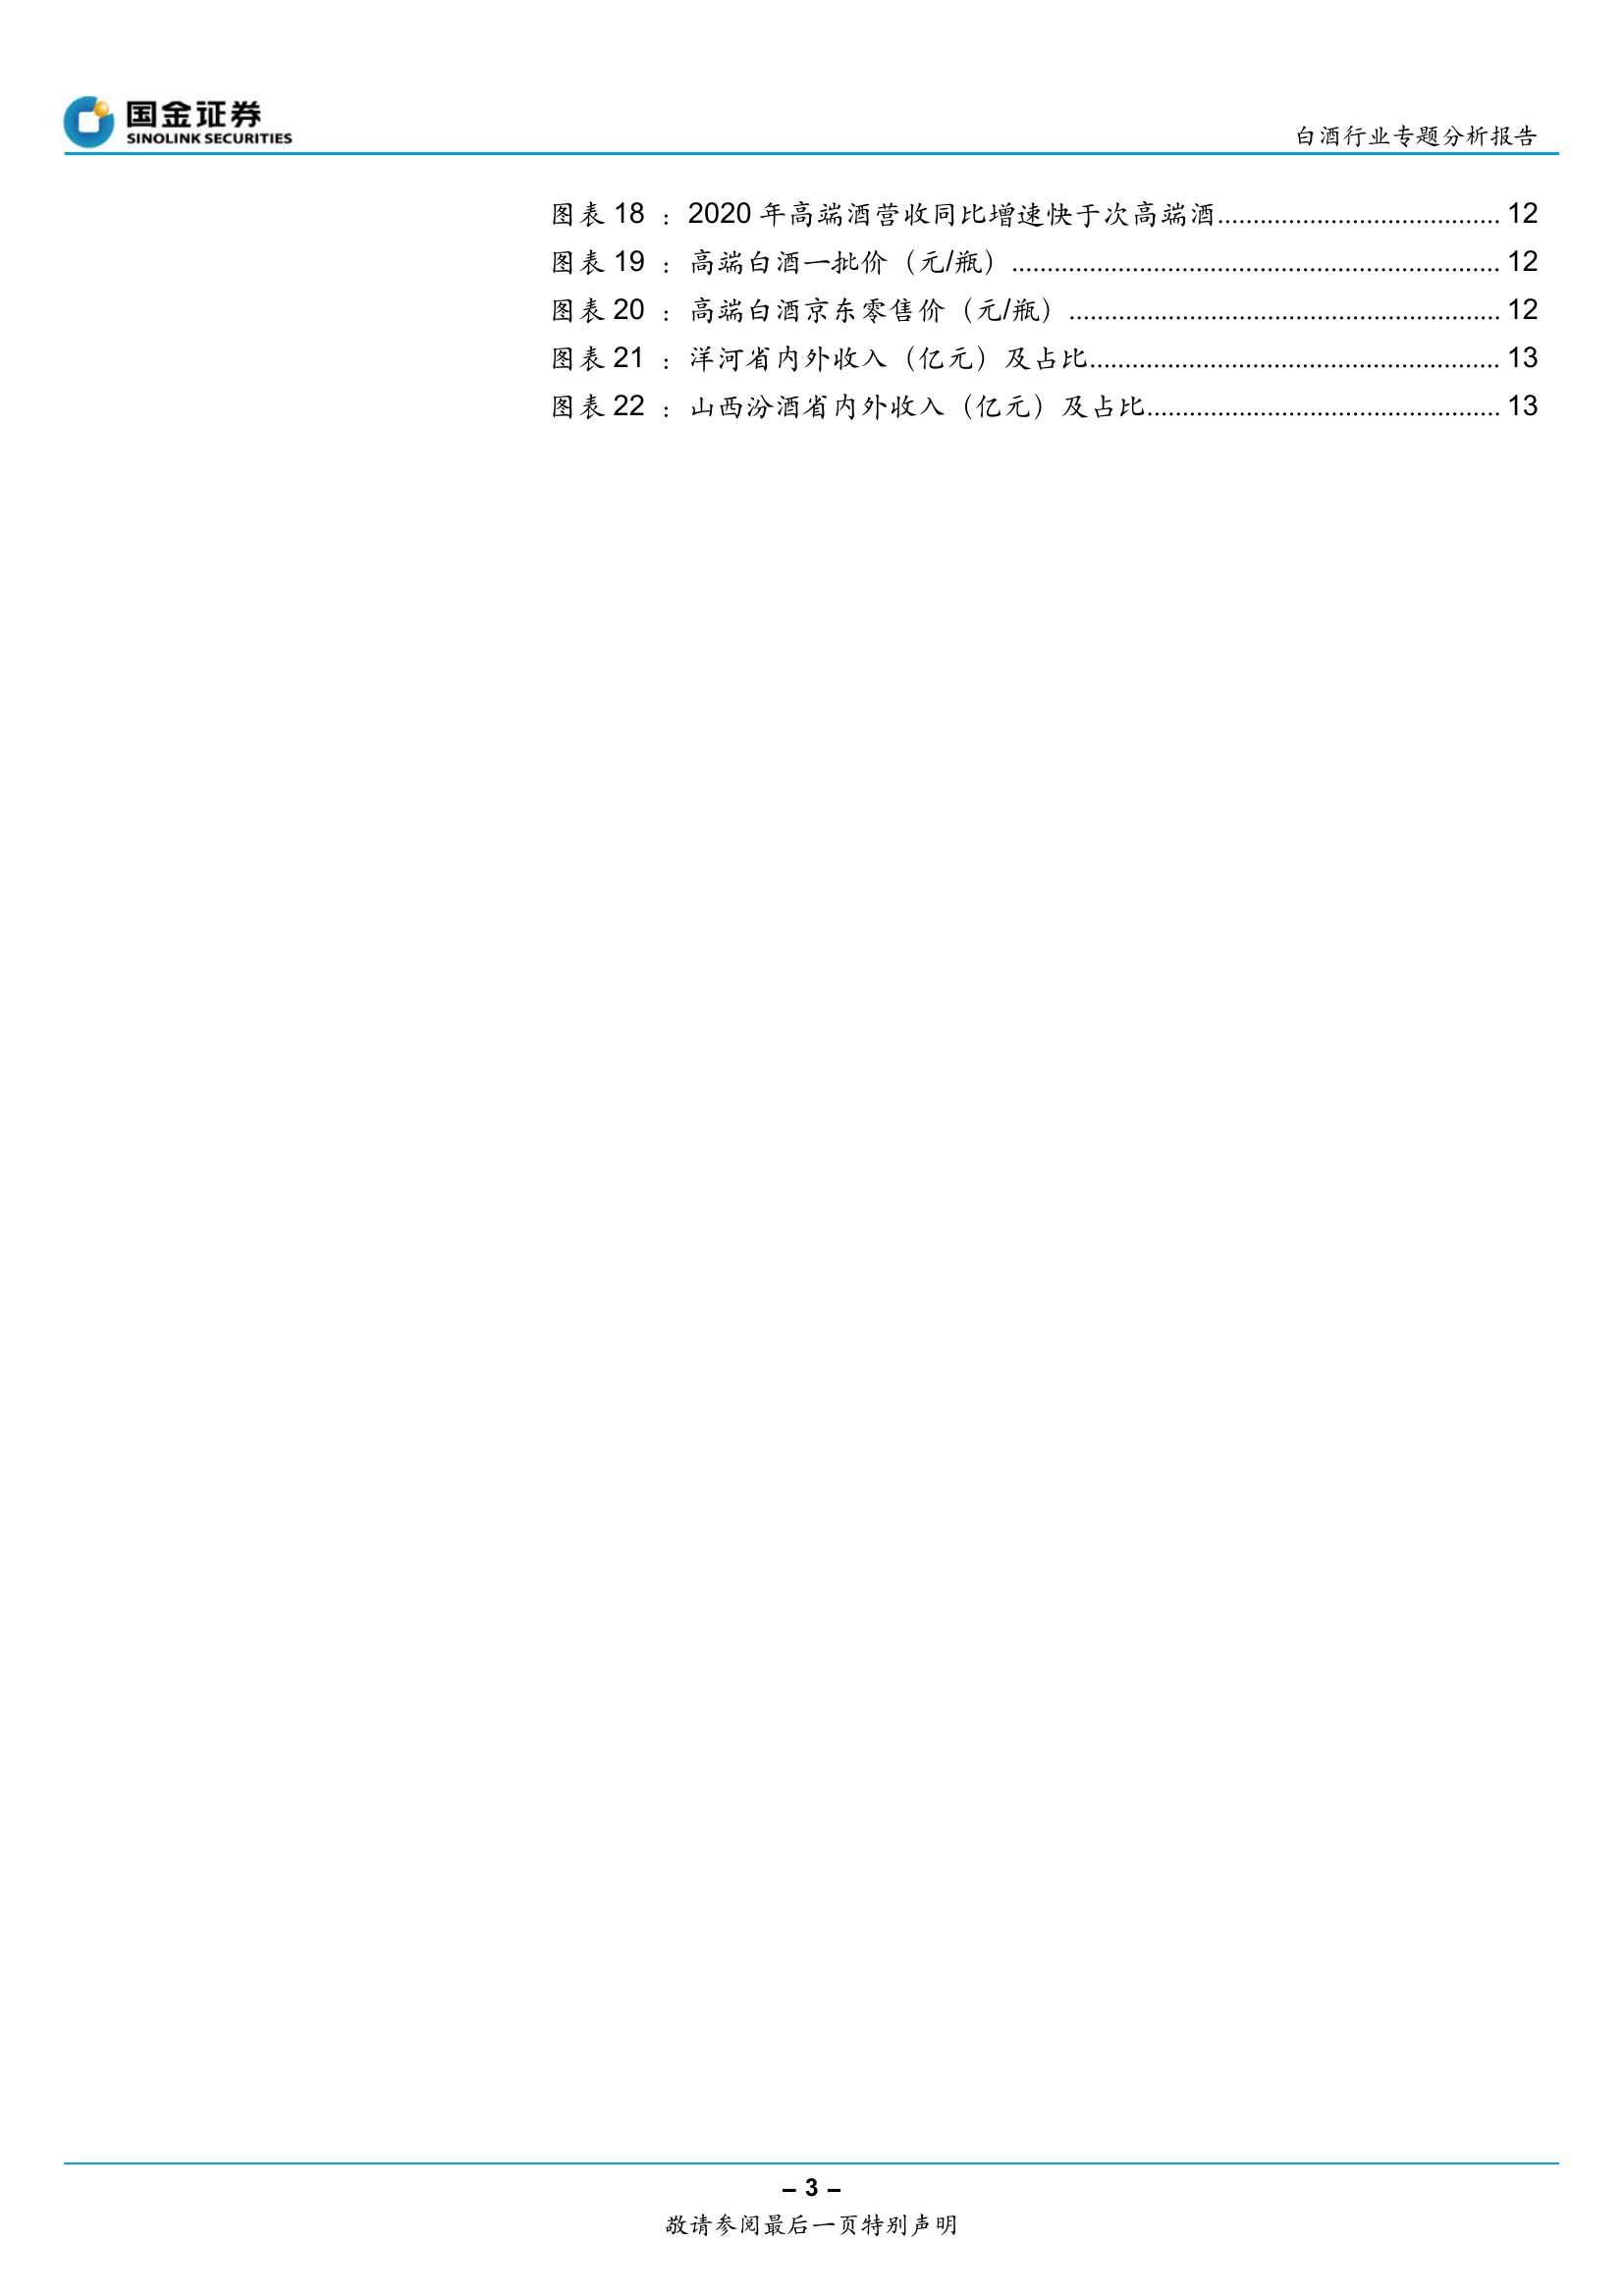 国金证券
SINOLINK SECURITIES
白酒行业专题分析报告
图表 18 ：2020 年高端酒营收同比增速快于次高端酒....................................... 12
图表 19 ：高端白酒一批价（元/瓶）.................................................................... 12
图表 20 ：高端白酒京东零售价（元/瓶）............................................................ 12
图表 21 ：洋河省内外收入（亿元）及占比......................................................... 13
图表 22 ：山西汾酒省内外收入（亿元）及占比................................................. 13
- 3 -
敬请参阅最后一页特别声明